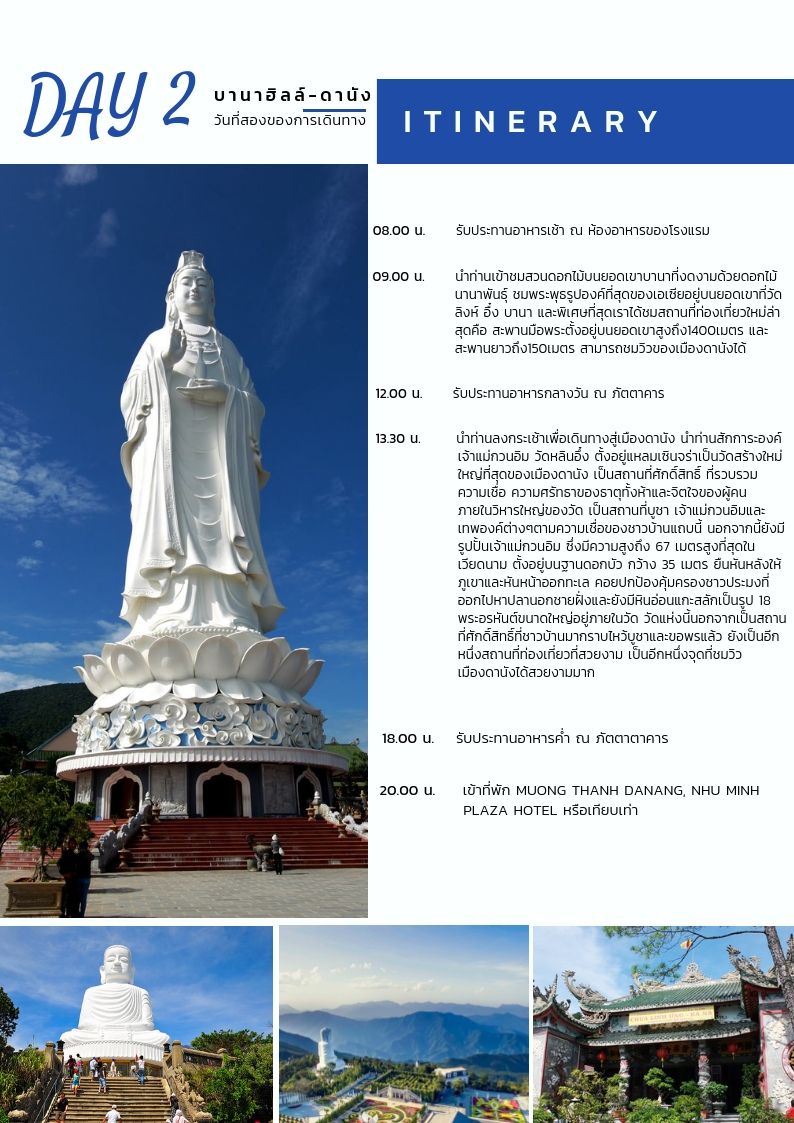 DAY 2
บานาฮิลล์-ดานัง
วันที่สองของการเดินทาง
ITINERARY
08.00 น. รับประทานอาหารเช้า ณ ห้องอาหารของโรงแรม
09.00 น. นำท่านเข้าชมสวนดอกไม้บนยอดเขาบานาที่งดงามด้วยดอกไม้
นานาพันธุ์ ชมพระพุธรูปองค์ที่สุดของเอเซียอยู่บนยอดเขาที่วัด
ลิงห์ อึ๋ง บานา และพิเศษที่สุดเราได้ชมสถานที่ท่องเที่ยวใหม่ล่า
สุดคือ สะพานมือพระตั้งอยู่บนยอดเขาสูงถึง1400เมตร และ
สะพานยาวถึง150เมตร สามารถชมวิวของเมืองดานังได้
12.00 น. รับประทานอาหารกลางวัน ณ ภัตตาคาร
13.30 น. นำท่านลงกระเช้าเพื่อเดินทางสู่เมืองดานัง นำท่านสักการะองค์
เจ้าแม่กวนอิม วัดหลินอึ๋ง ตั้งอยู่แหลมเซินจร่าเป็นวัดสร้างใหม่
ใหญ่ที่สุดของเมืองดานัง เป็นสถานที่ศักดิ์สิทธิ์ ที่รวบรวม
ความเชื่อ ความศรัทธาของธาตุทั้งห้าและจิตใจของผู้คน
ภายในวิหารใหญ่ของวัด เป็นสถานที่บูชา เจ้าแม่กวนอิมและ
เทพองค์ต่างๆตามความเชื่อของชาวบ้านแถบนี้ นอกจากนี้ยังมี
รูปปั้นเจ้าแม่กวนอิม ซึ่งมีความสูงถึง 67 เมตรสูงที่สุดใน
เวียดนาม ตั้งอยู่บนฐานดอกบัว กว้าง 35 เมตร ยืนหันหลังให้
ภูเขาและหันหน้าออกทะเล คอยปกป้องคุ้มครองชาวประมงที่
ออกไปหาปลานอกชายฝั่งและยังมีหินอ่อนแกะสลักเป็นรูป 18
พระอรหันต์ขนาดใหญ่อยู่ภายในวัด วัดแห่งนี้นอกจากเป็นสถาน
ที่ศักดิ์สิทธิ์ที่ชาวบ้านมากราบไหว้บูชาและขอพรแล้ว ยังเป็นอีก
หนึ่งสถานที่ท่องเที่ยวที่สวยงาม เป็นอีกหนึ่งจุดที่ชมวิว
เมืองดานังได้สวยงามมาก
18.00 น. รับประทานอาหารค่ำ ณ ภัตตาตาคาร
20.00 น. เข้าที่พัก MUONG THANH DANANG, NHU MINH
PLAZA HOTEL หรือเทียบเท่า
CHÙA LINH ỨNG - BÀ NÀ